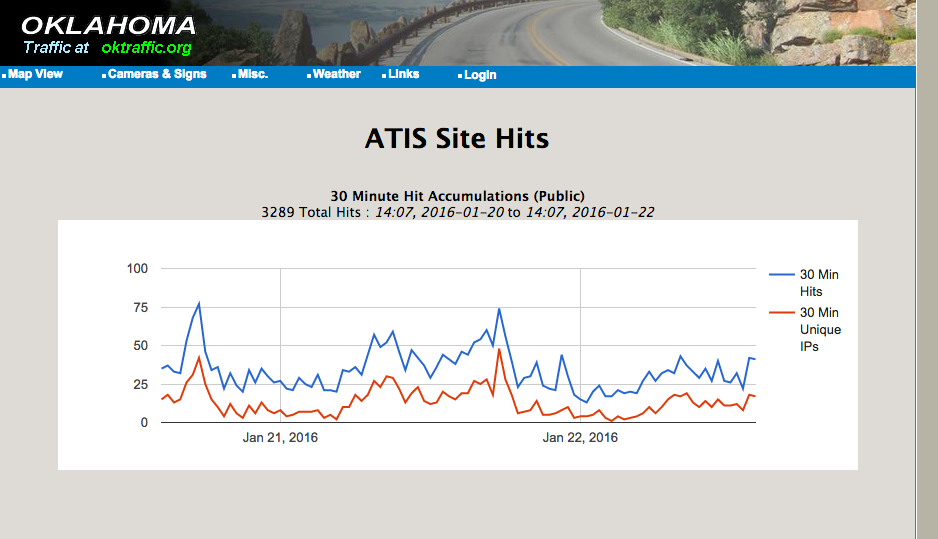 OKLAHOMA
Traffic at oktraffic.org
Map View Cameras & Signs Misc. Weather Links Login
ATIS Site Hits
30 Minute Hit Accumulations (Public)
3289 Total Hits : 14:07, 2016-01-20 to 14:07, 2016-01-22
100
75
50
25
0
Jan 21, 2016 Jan 22, 2016
30 Min
Hits
30 Min
Unique
IPs